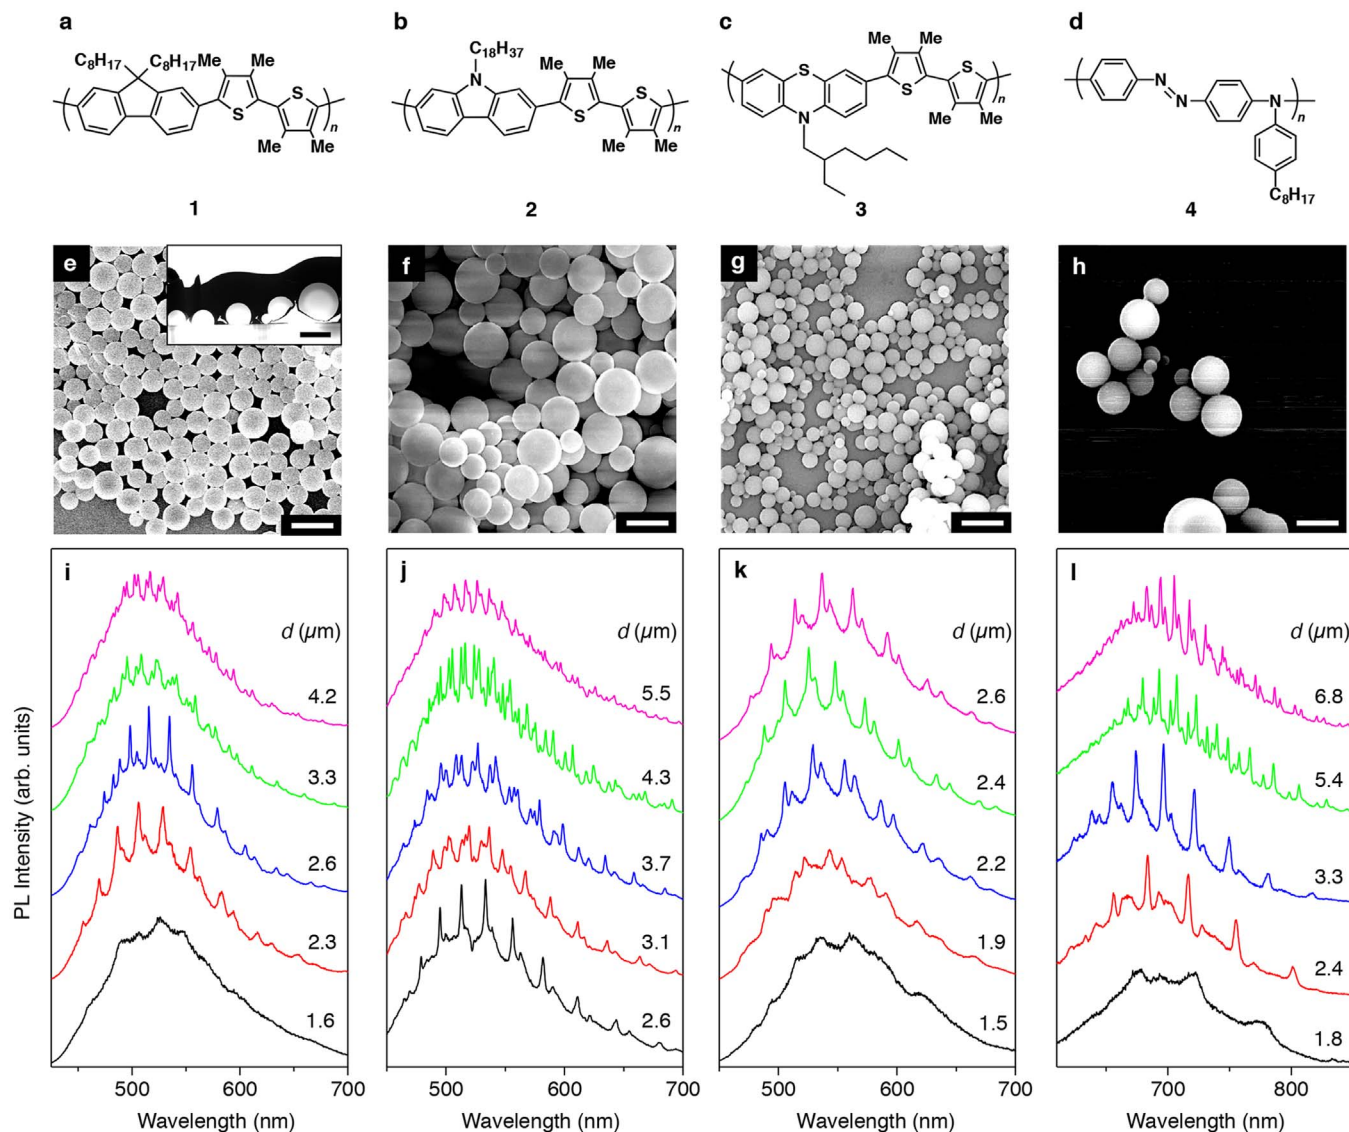 a
C8H17
C8H17
Me
Me
S
S
Me
Me
n
1
b
C18H37
N
Me
Me
S
S
Me
Me
n
2
c
S
N
Me
Me
S
S
Me
Me
n
3
d
N
N
N
n
C8H17
4
e
f
g
h
PL Intensity (arb. units)
i
d (µm)
4.2
3.3
2.6
2.3
1.6
500
600
700
Wavelength (nm)
j
d (µm)
5.5
4.3
3.7
3.1
2.6
500
600
700
Wavelength (nm)
k
d (µm)
2.6
2.4
2.2
1.9
1.5
450
500
550
600
650
700
Wavelength (nm)
l
d (µm)
6.8
5.4
3.3
2.4
1.8
700
800
Wavelength (nm)